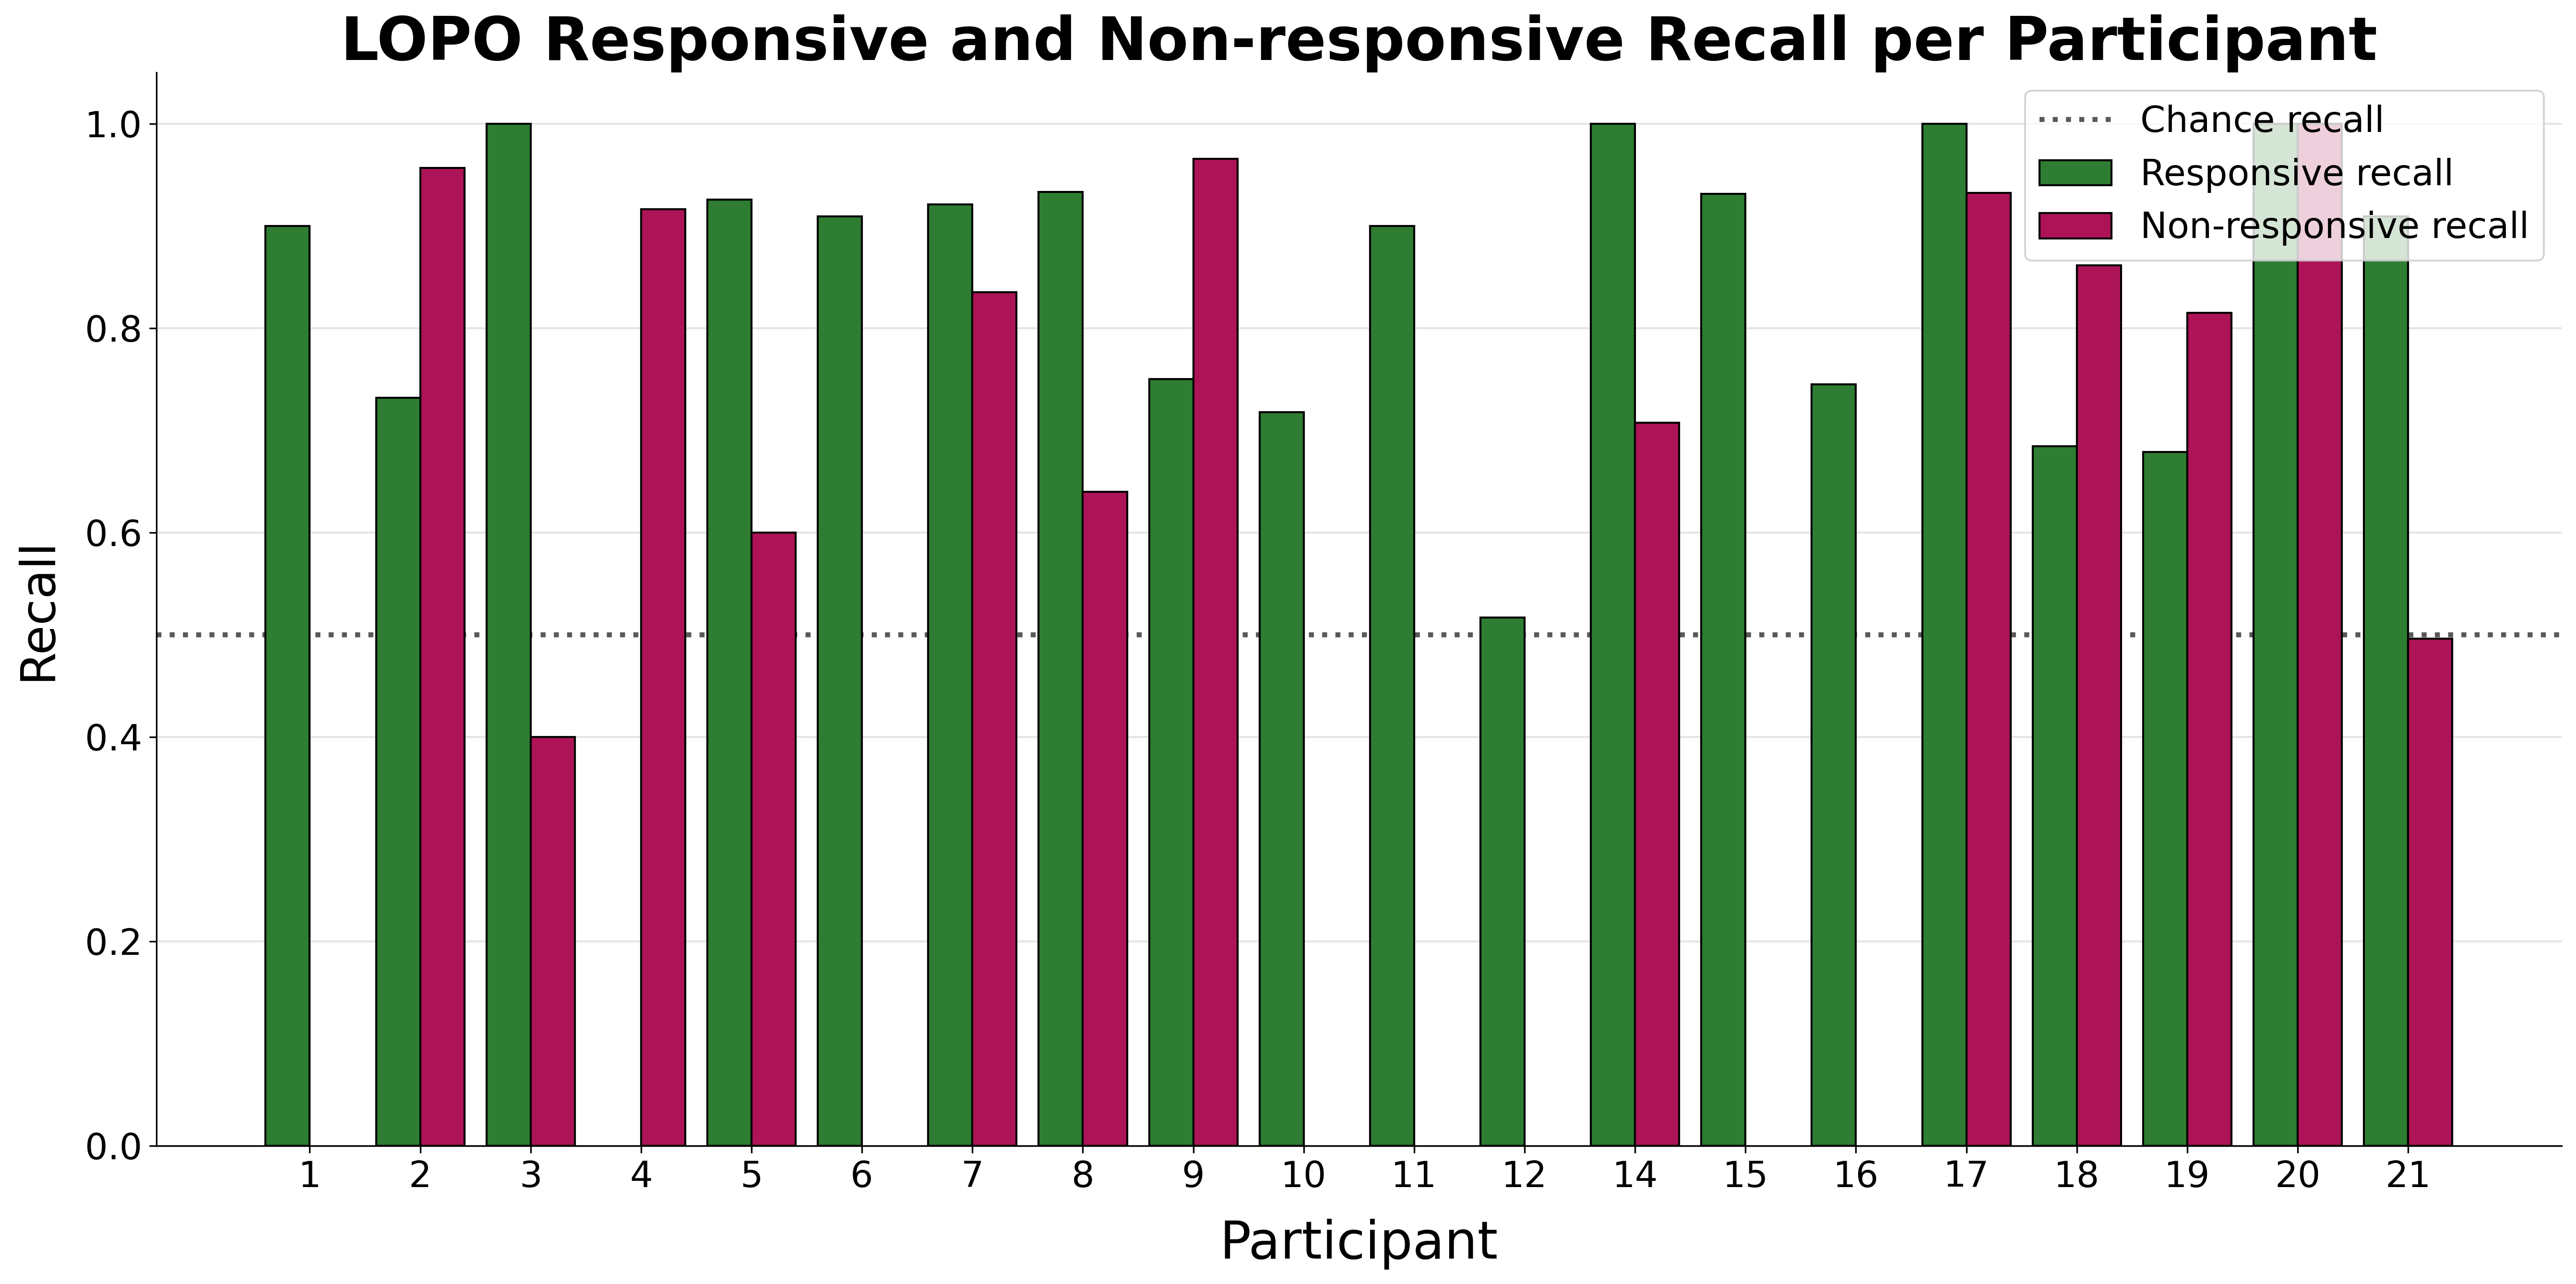 LOPO Responsive and Non-responsive Recall per Participant
Chance recall
Responsive recall
Non-responsive recall
1.0
0.8
0.6
0.4
0.2
0.0
Recall
1 2 3 4 5 6 7 8 9 10 11 12 14 15 16 17 18 19 20 21
Participant